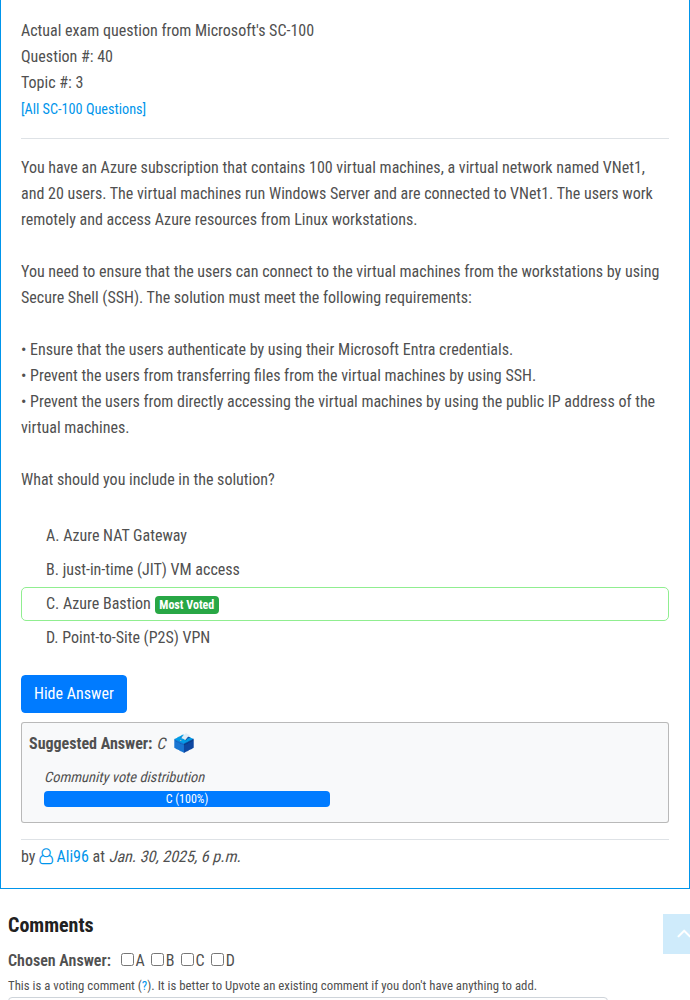 Actual exam question from Microsoft's SC-100
Question #: 40
Topic #: 3
[All SC-100 Questions]
You have an Azure subscription that contains 100 virtual machines, a virtual network named VNet1,
and 20 users. The virtual machines run Windows Server and are connected to VNet1. The users work
remotely and access Azure resources from Linux workstations.
You need to ensure that the users can connect to the virtual machines from the workstations by using
Secure Shell (SSH). The solution must meet the following requirements:
• Ensure that the users authenticate by using their Microsoft Entra credentials.
• Prevent the users from transferring files from the virtual machines by using SSH.
• Prevent the users from directly accessing the virtual machines by using the public IP address of the
virtual machines.
What should you include in the solution?
A. Azure NAT Gateway
B. just-in-time (JIT) VM access
C. Azure Bastion Most Voted
D. Point-to-Site (P2S) VPN
Hide Answer
Suggested Answer: C
Community vote distribution
C (100%)
by Ali96 at Jan. 30, 2025, 6 p.m.
Comments
Chosen Answer: A B C D
This is a voting comment (?). It is better to Upvote an existing comment if you don't have anything to add.